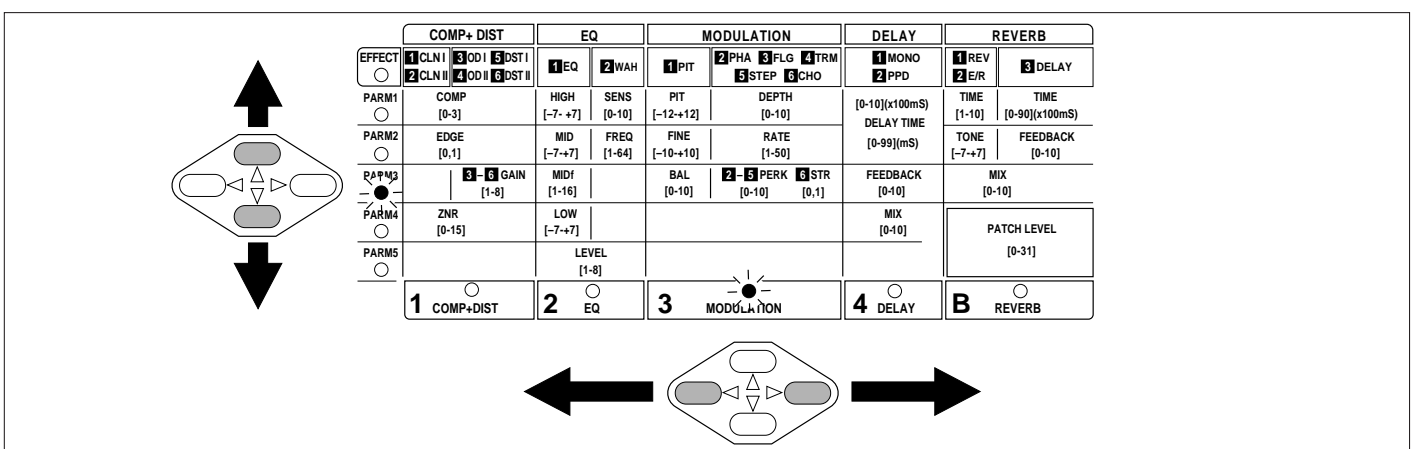 COMP+ DIST EQ MODULATION DELAY REVERB
EFFECT 1 CLN I 3 OD I 5 DST I 1 EQ 2 WAH 1 PIT 2 PHA 3 FLG 4 TRM 1 MONO 1 REV 3 DELAY
2 CLN II 4 OD II 6 DST II 5 STEP 6 CHO 2 PPD 2 E/R
PARM1 COMP HIGH SENS PIT DEPTH [0-10](x100mS) TIME TIME
[0-3] [–7- +7] [0-10] [–12-+12] [0-10] DELAY TIME [1-10] [0-90](x100mS)
PARM2 EDGE MID FREQ FINE RATE [0-99](mS) TONE FEEDBACK
[0,1] [–7-+7] [1-64] [–10-+10] [1-50] [–7-+7] [0-10]
PARM3 3 – 6 GAIN MIDf BAL 2 – 5 PERK 6 STR FEEDBACK MIX
[1-8] [1-16] [0-10] [0-10] [0,1] [0-10] [0-10]
PARM4 ZNR LOW MIX PATCH LEVEL
[0-15] [–7-+7] [0-10] [0-31]
PARM5 LEVEL
[1-8]
1 COMP+DIST 2 EQ 3 MODULATION 4 DELAY B REVERB